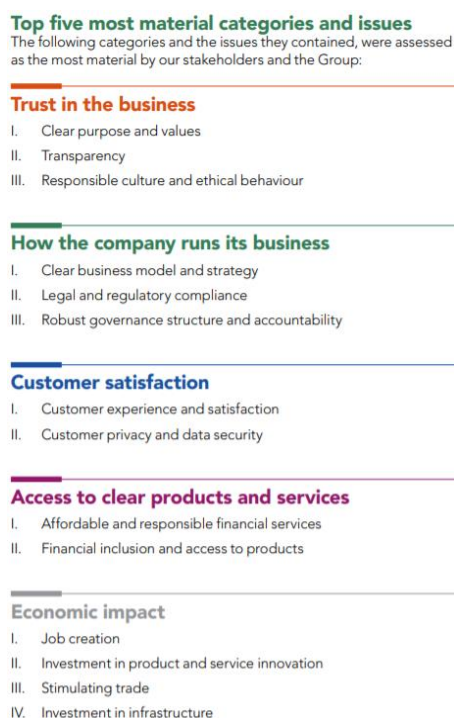 Top five most material categories and issues
The following categories and the issues they contained, were assessed
as the most material by our stakeholders and the Group:
Trust in the business
I. Clear purpose and values
II. Transparency
III. Responsible culture and ethical behaviour
How the company runs its business
I. Clear business model and strategy
II. Legal and regulatory compliance
III. Robust governance structure and accountability
Customer satisfaction
I. Customer experience and satisfaction
II. Customer privacy and data security
Access to clear products and services
I. Affordable and responsible financial services
II. Financial inclusion and access to products
Economic impact
I. Job creation
II. Investment in product and service innovation
III. Stimulating trade
IV. Investment in infrastructure